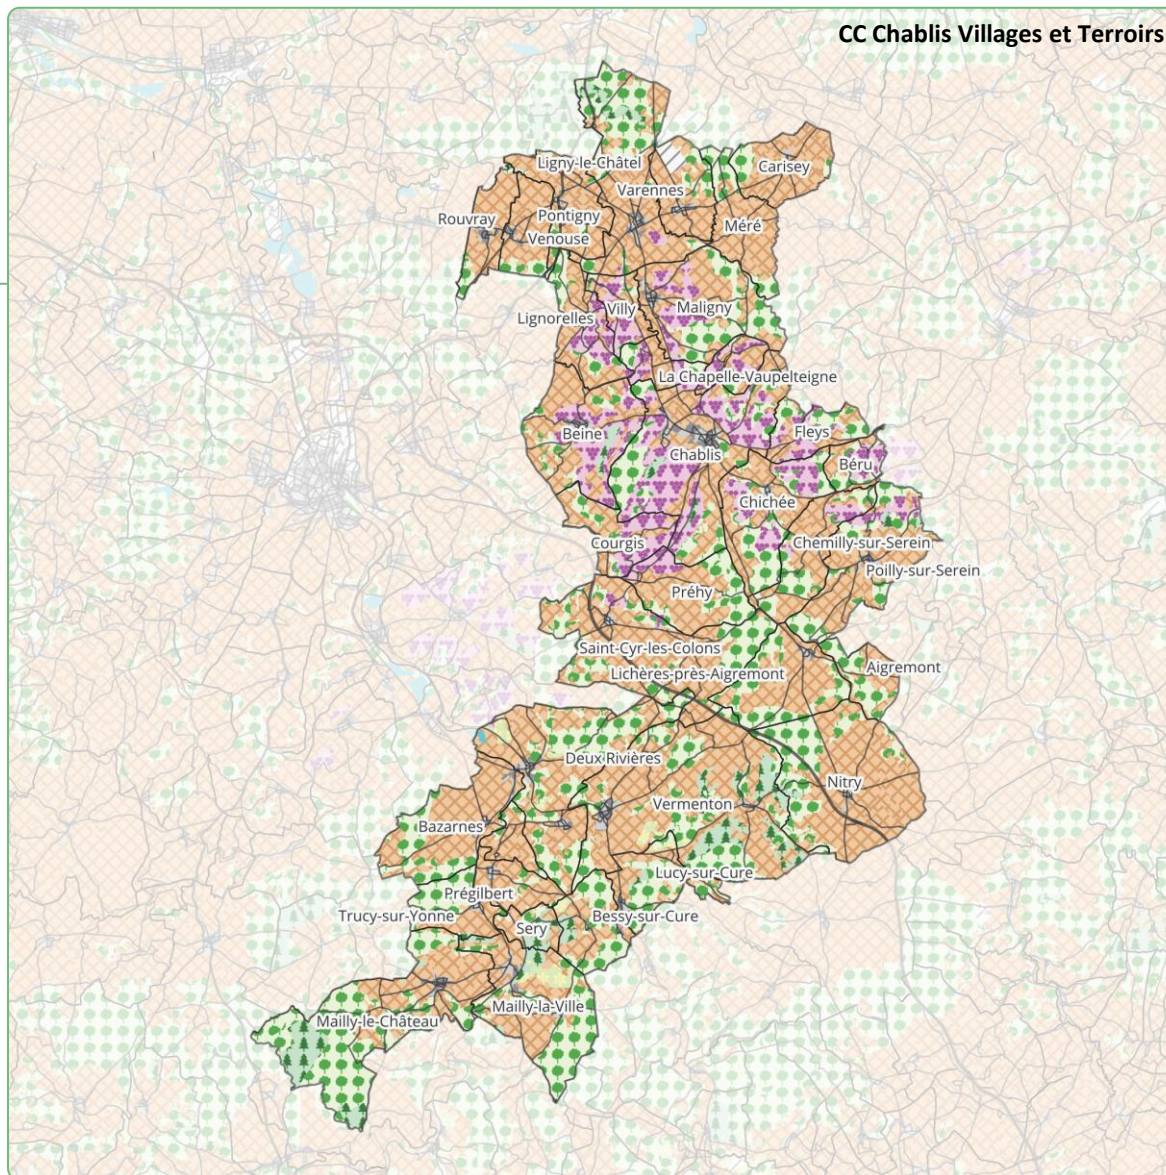 CC Chablis Villages et Terroirs
Ligny-le-Châtel
Carisey
Varennes
Rouvray
Pontigny
Méré
Venouse
Villy
Maligny
Lignorelles
La Chapelle-Vaupelteigne
Beine
Fleys
Chablis
Béru
Chichée
Courgis
Chemilly-sur-Serein
Poilly-sur-Serein
Préhy
Saint-Cyr-les-Colons
Aigremont
Lichères-près-Aigremont
Deux Rivières
Nitry
Vermenton
Bazarnes
Lucy-sur-Cure
Prégilbert
Trucy-sur-Yonne
Bessy-sur-Cure
Sery
Mailly-la-Ville
Mailly-le-Château